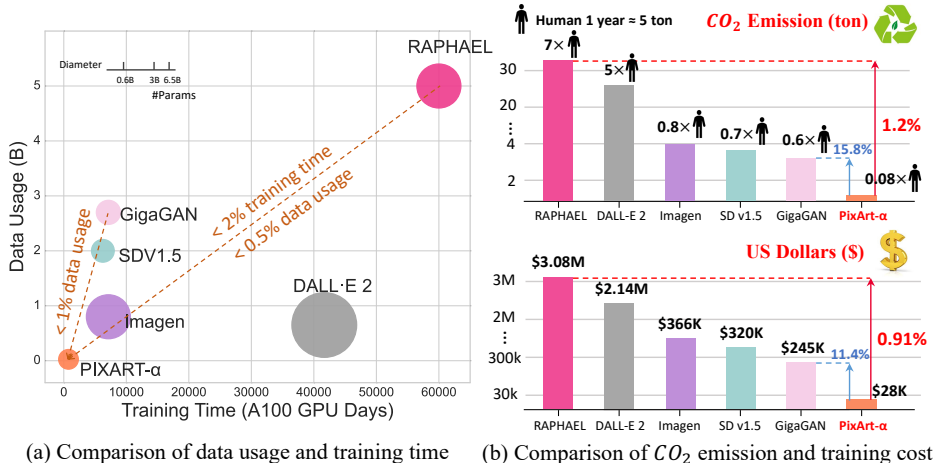 RAPHAEL
Diameter
0.6B 3B 6.5B
#Params
GigaGAN
SDV1.5
Imagen
DALL·E 2
PIXART-α
< 1% data usage
< 2% training time
< 0.5% data usage
Data Usage (B)
5
4
3
2
1
0
0 10000 20000 30000 40000 50000 60000 70000
Training Time (A100 GPU Days)
(a) Comparison of data usage and training time
Human 1 year ≈ 5 ton
CO2 Emission (ton)
7×
5×
0.8×
0.7×
0.6×
0.08×
15.8%
1.2%
30
20
4
2
RAPHAEL DALL-E 2 Imagen SD v1.5 GigaGAN PixArt-α
US Dollars ($)
$
$3.08M
$2.14M
$366K
$320K
$245K
$28K
11.4%
0.91%
3M
2M
300k
30k
RAPHAEL DALL-E 2 Imagen SD v1.5 GigaGAN PixArt-α
(b) Comparison of CO2 emission and training cost